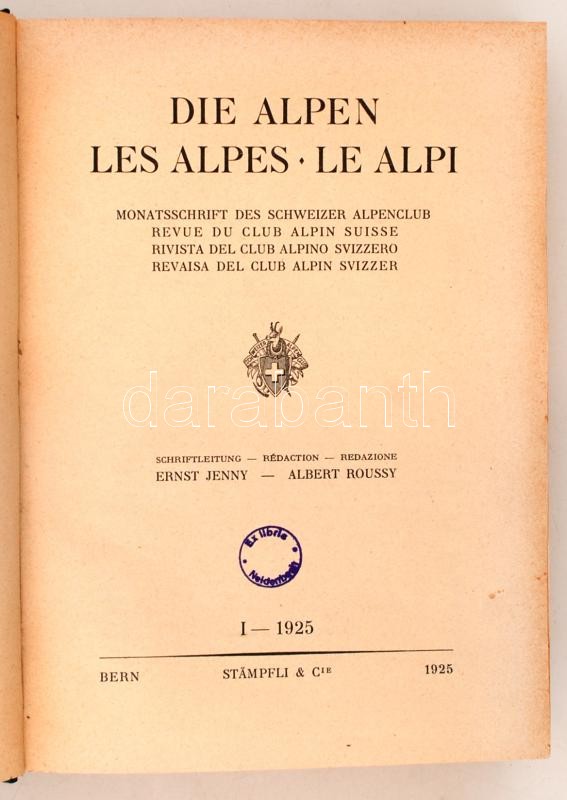 DIE ALPEN
LES ALPES · LE ALPI
MONATSSCHRIFT DES SCHWEIZER ALPENCLUB
REVUE DU CLUB ALPIN SUISSE
RIVISTA DEL CLUB ALPINO SVIZZERO
REVAISA DEL CLUB ALPIN SVIZZER
darabanth
SCHRIFTLEITUNG — RÉDACTION — REDAZIONE
ERNST JENNY — ALBERT ROUSSY
Ex libris
Neidenbach
I — 1925
BERN STÄMPFLI & CIE 1925